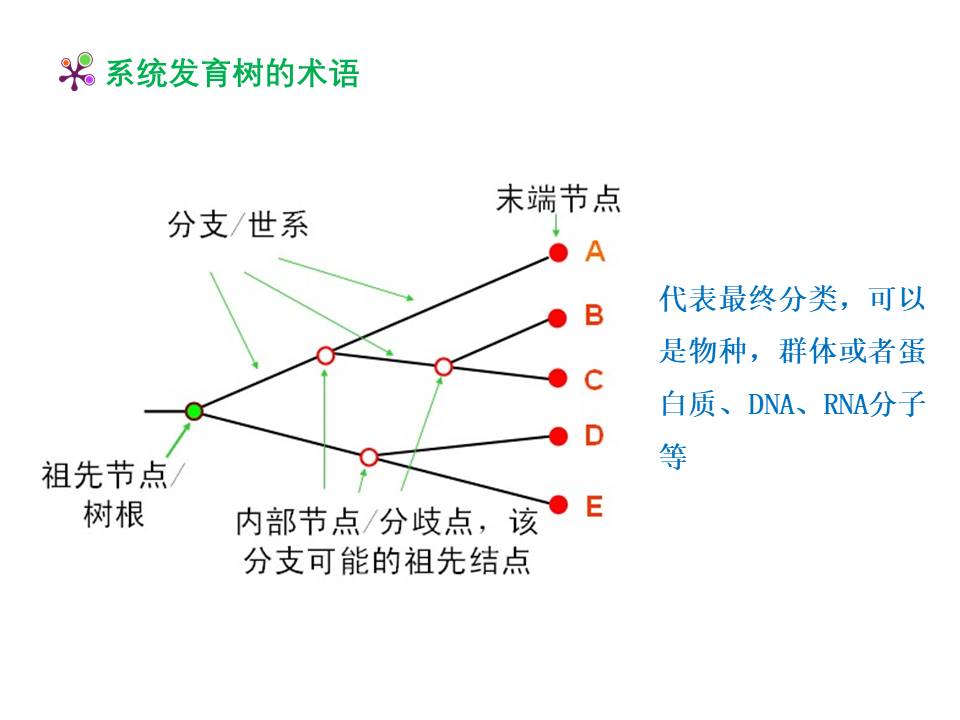 系统发育树的术语
末端节点
分支/世系
A
B
C
D
E
代表最终分类，可以
是物种，群体或者蛋
白质、DNA、RNA分子
等
祖先节点/
树根
内部节点/分歧点，该
分支可能的祖先结点